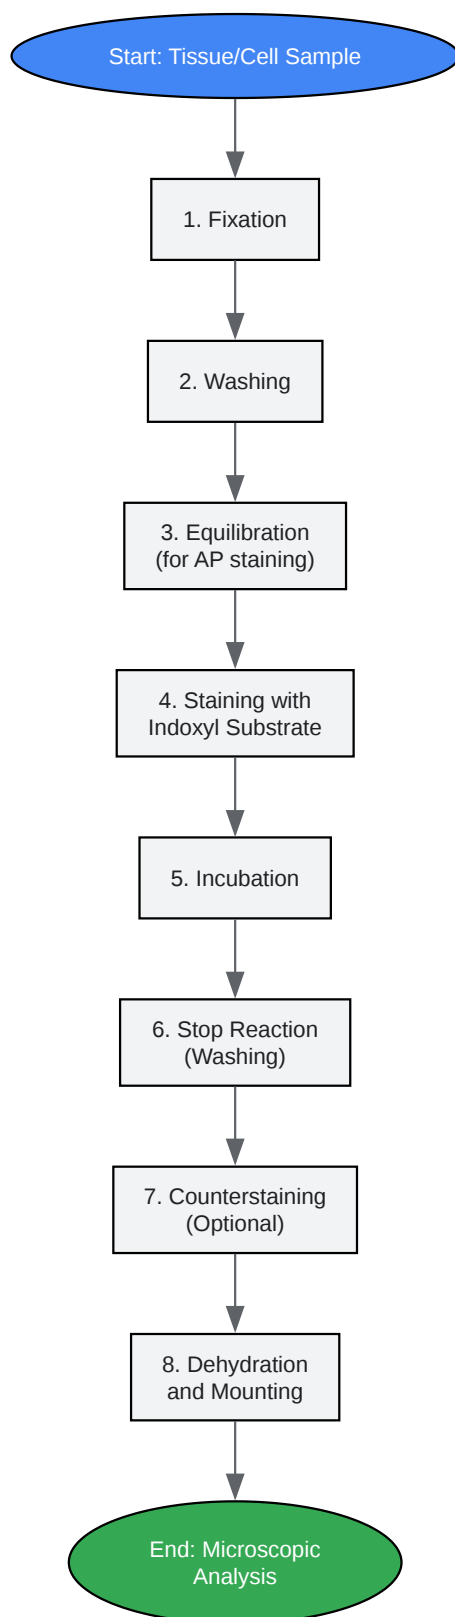 Start: Tissue/Cell Sample
1. Fixation
2. Washing
3. Equilibration
(for AP staining)
4. Staining with
Indoxyl Substrate
5. Incubation
6. Stop Reaction
(Washing)
7. Counterstaining
(Optional)
8. Dehydration
and Mounting
End: Microscopic
Analysis